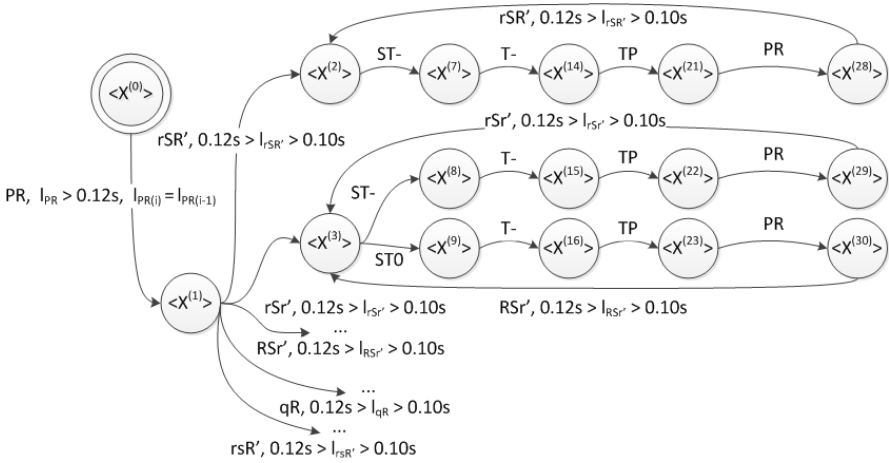 rSR’, 0.12s > l_rSR’ > 0.10s
<X^(0)>
<X^(2)> ST- <X^(7)> T- <X^(14)> TP <X^(21)> PR <X^(28)>
rSR’, 0.12s > l_rSR’ > 0.10s
rSr’, 0.12s > l_rSr’ > 0.10s
PR, l_PR > 0.12s, l_PR(i) = l_PR(i-1)
ST- <X^(8)> T- <X^(15)> TP <X^(22)> PR <X^(29)>
<X^(3)> ST0 <X^(9)> T- <X^(16)> TP <X^(23)> PR <X^(30)>
<X^(1)>
rSr’, 0.12s > l_rSr’ > 0.10s
RSr’, 0.12s > l_RSr’ > 0.10s
...
RSr’, 0.12s > l_RSr’ > 0.10s
...
qR, 0.12s > l_qR > 0.10s
...
rsR’, 0.12s > l_rsR’ > 0.10s